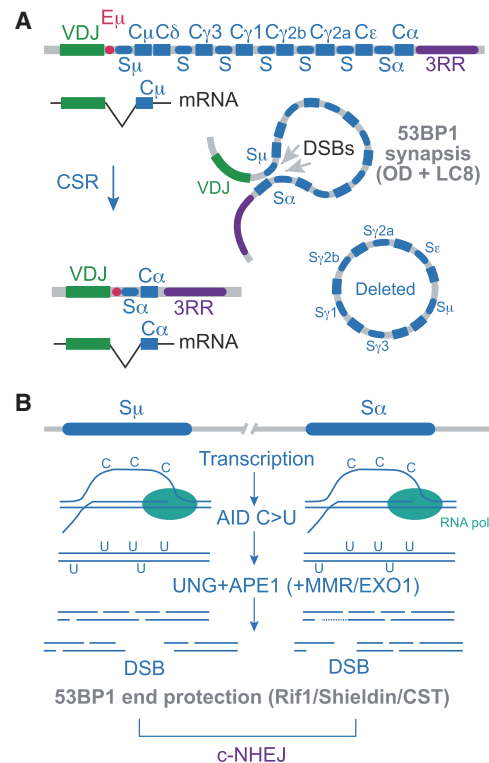 A
VDJ Eμ Cμ Cδ Cγ3 Cγ1 Cγ2b Cγ2a Cε Cα
Sμ S S S S S Sα 3RR
Cμ
mRNA
CSR
Sμ
DSBs
VDJ
Sα
53BP1
synapsis
(OD + LC8)
VDJ Cα
Sα 3RR
Cα
mRNA
Sγ2a
Sγ2b Sε
Deleted
Sγ1 Sμ
Sγ3
B
Sμ Sα
Transcription
C C C C C C
RNA pol
AID C>U
U U U U U U
U U U U
UNG+APE1 (+MMR/EXO1)
DSB DSB
53BP1 end protection (Rif1/Shieldin/CST)
c-NHEJ